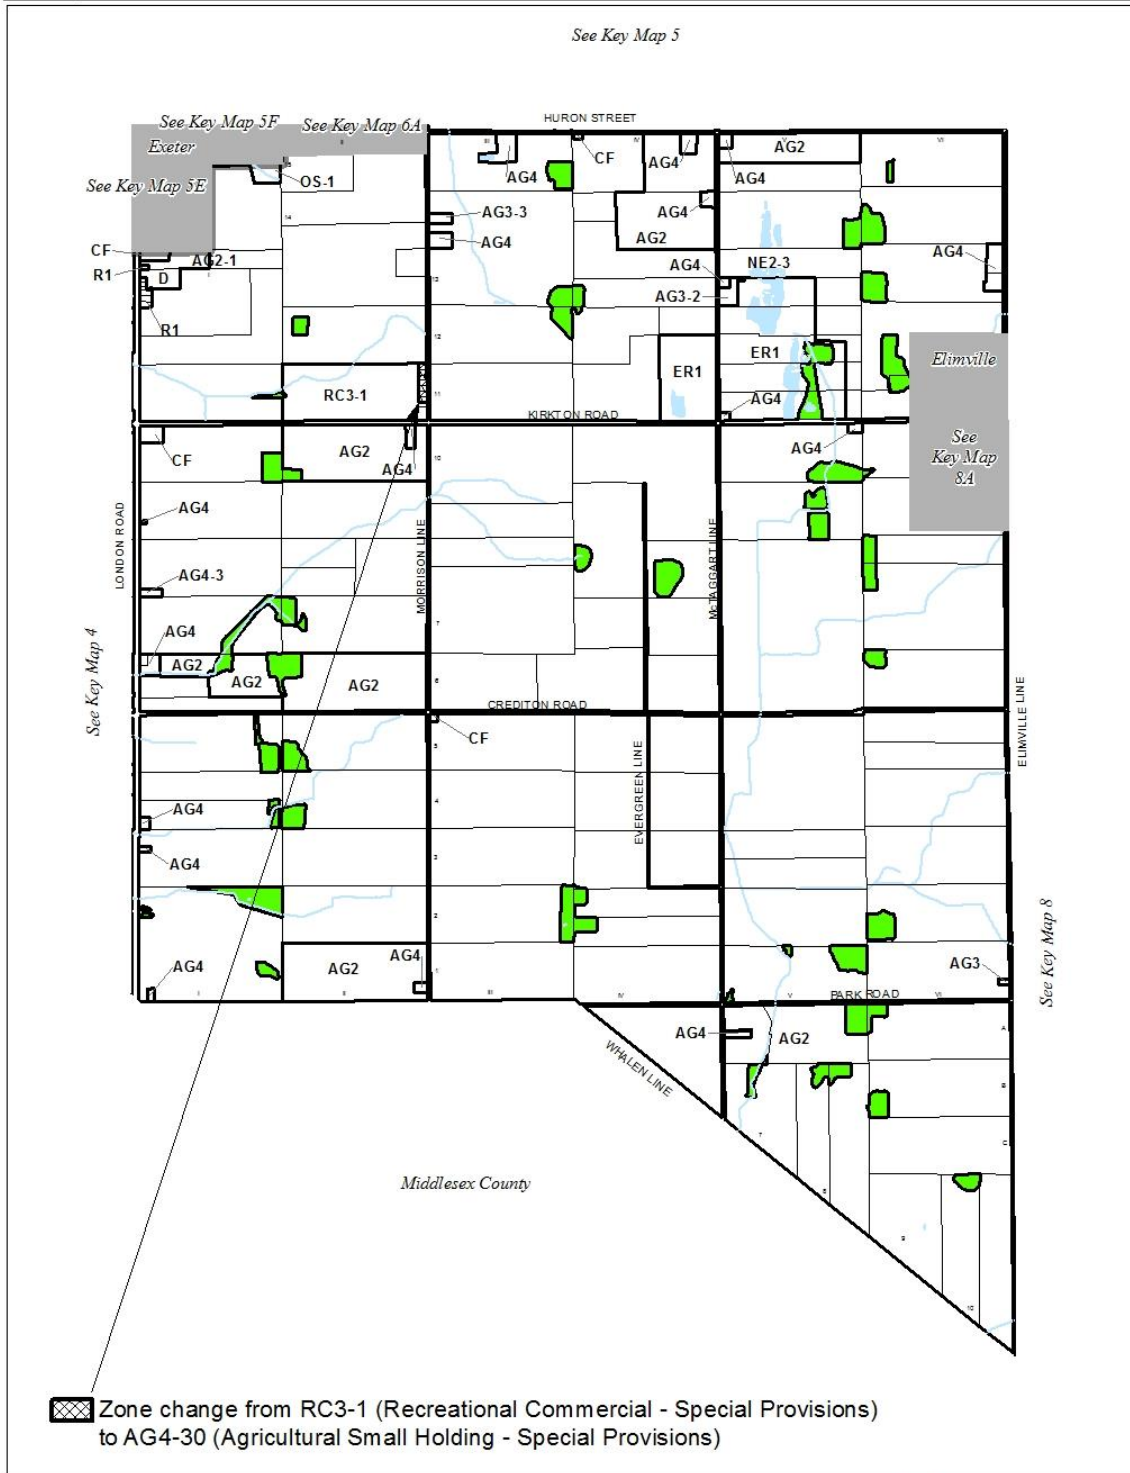 See Key Map 5
HURON STREET
See Key Map 5F
See Key Map 6A
Exeter
See Key Map 5E
OS-1
CF
AG2-1
R1
D
R1
AG4
CF
AG4
AG2
AG4
AG3-3
AG4
AG4
AG2
AG4
NE2-3
AG4
AG3-2
ER1
ER1
Elimville
RC3-1
AG4
KIRKTON ROAD
CF
AG2
AG4
AG4
See
Key Map
8A
AG4
LONDON ROAD
MORRISON LINE
McTAGGART LINE
AG4-3
AG4
AG2
AG2
AG2
See Key Map 4
CREDITON ROAD
ELIMVILLE LINE
CF
EVERGREEN LINE
AG4
AG4
AG4
AG2
AG4
AG3
See Key Map 8
PARK ROAD
AG4
AG2
WHALEN LINE
Middlesex County
Zone change from RC3-1 (Recreational Commercial - Special Provisions)
to AG4-30 (Agricultural Small Holding - Special Provisions)